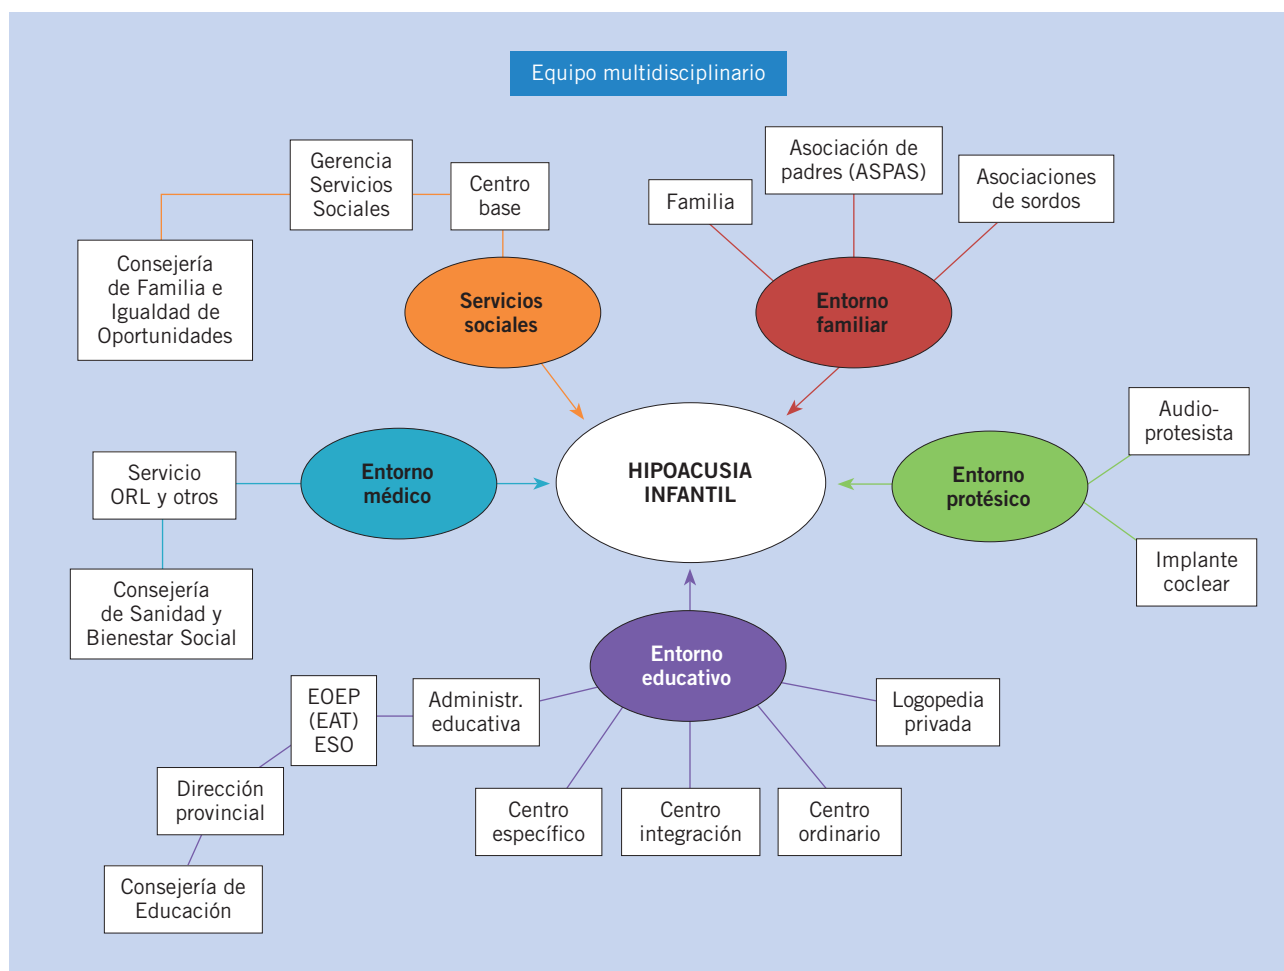 Equipo multidisciplinario
Gerencia
Servicios
Sociales
Centro
base
Consejería
de Familia e
Igualdad de
Oportunidades
Servicios
sociales
Familia
Asociación de
padres (ASPAS)
Asociaciones
de sordos
Entorno
familiar
Servicio
ORL y otros
Consejería
de Sanidad y
Bienestar Social
Entorno
médico
HIPOACUSIA
INFANTIL
Entorno
protésico
Audio-
protesista
Implante
coclear
Entorno
educativo
EOEP
(EAT)
ESO
Administr.
educativa
Logopedia
privada
Dirección
provincial
Centro
específico
Centro
integración
Centro
ordinario
Consejería de
Educación